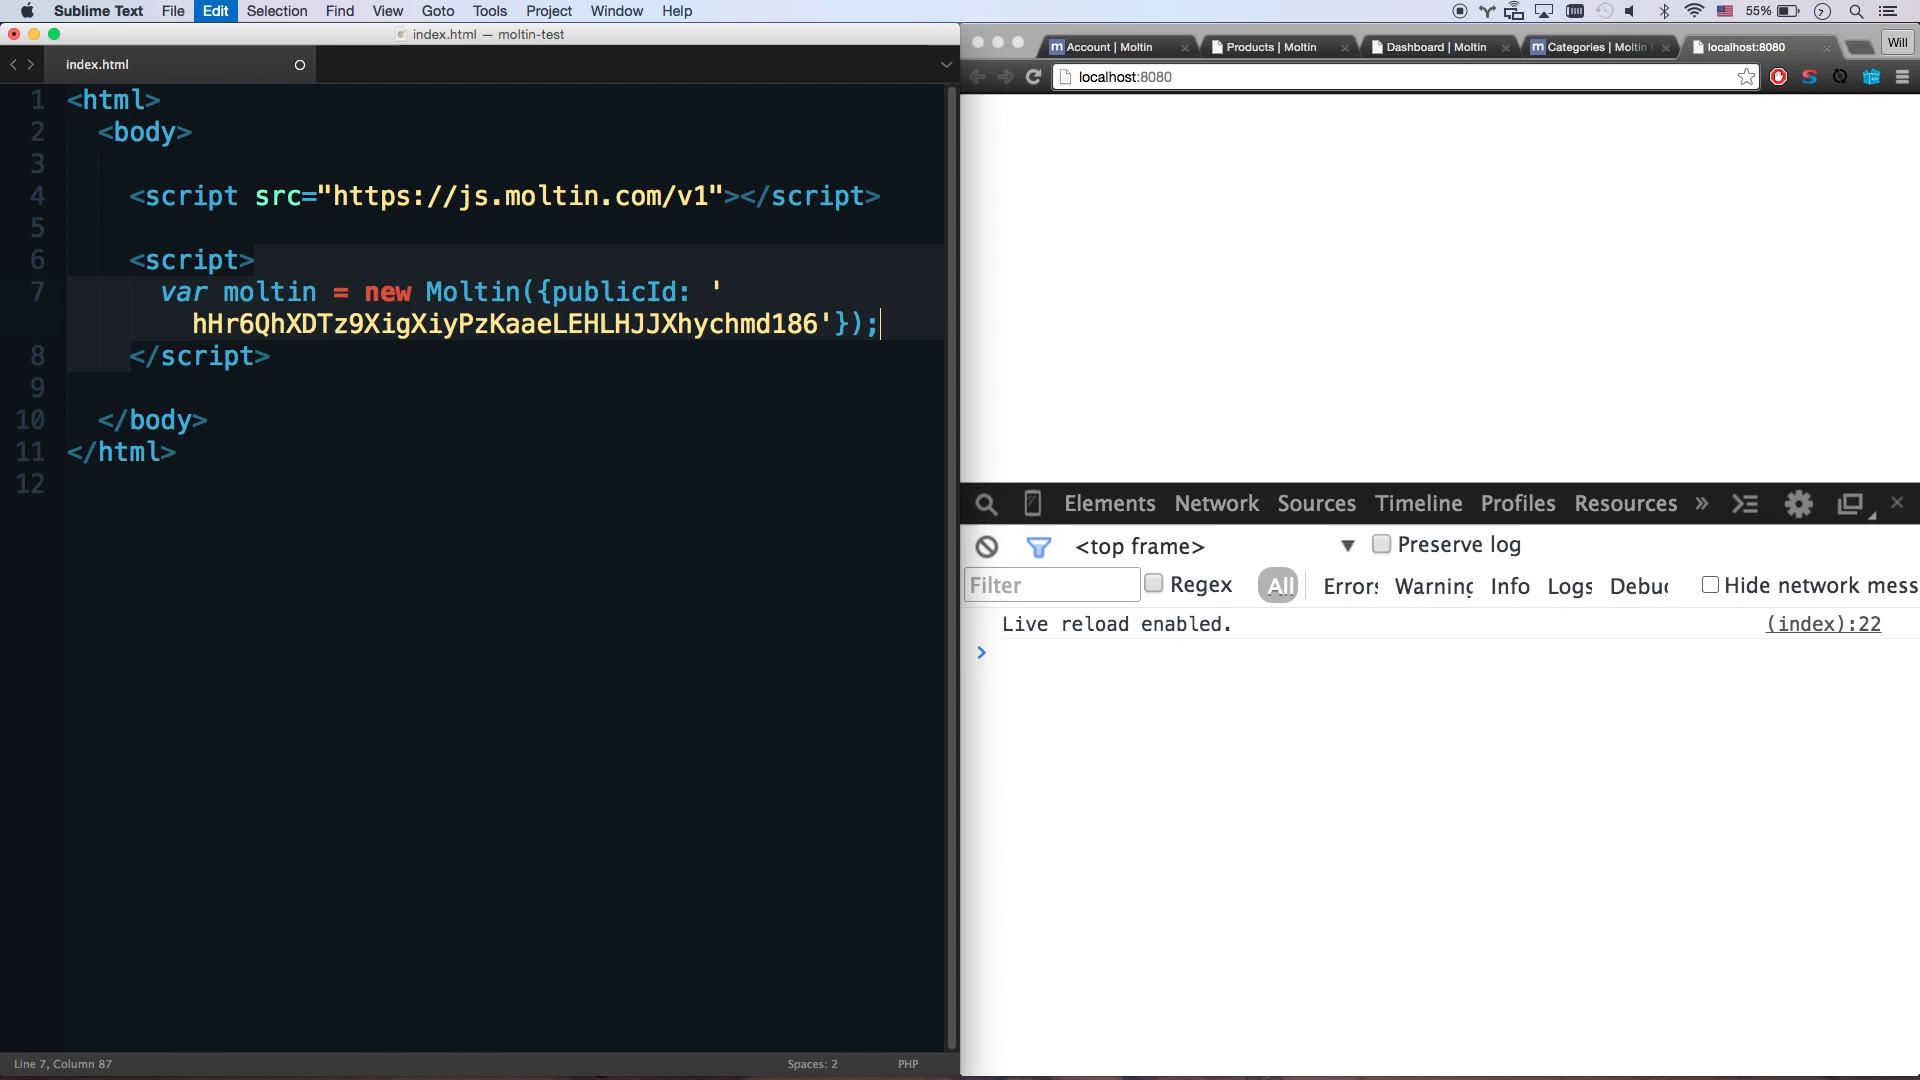 Sublime Text File Edit Selection Find View Goto Tools Project Window Help 55%
index.html — moltin-test
index.html
1 <html>
2 <body>
3
4 <script src="https://js.moltin.com/v1"></script>
5
6 <script>
7 var moltin = new Moltin({publicId: '
hHr6QhXDTz9XigXiyPzKaaeLEHLHJJXhychmd186'});
8 </script>
9
10 </body>
11 </html>
12
Line 7, Column 87 Spaces: 2 PHP
Account | Moltin Products | Moltin Dashboard | Moltin Categories | Moltin localhost:8080 Will
localhost:8080
Elements Network Sources Timeline Profiles Resources »
<top frame> ▼ Preserve log
Filter Regex All Errors Warning Info Logs Debug Hide network mess
Live reload enabled. (index):22
>